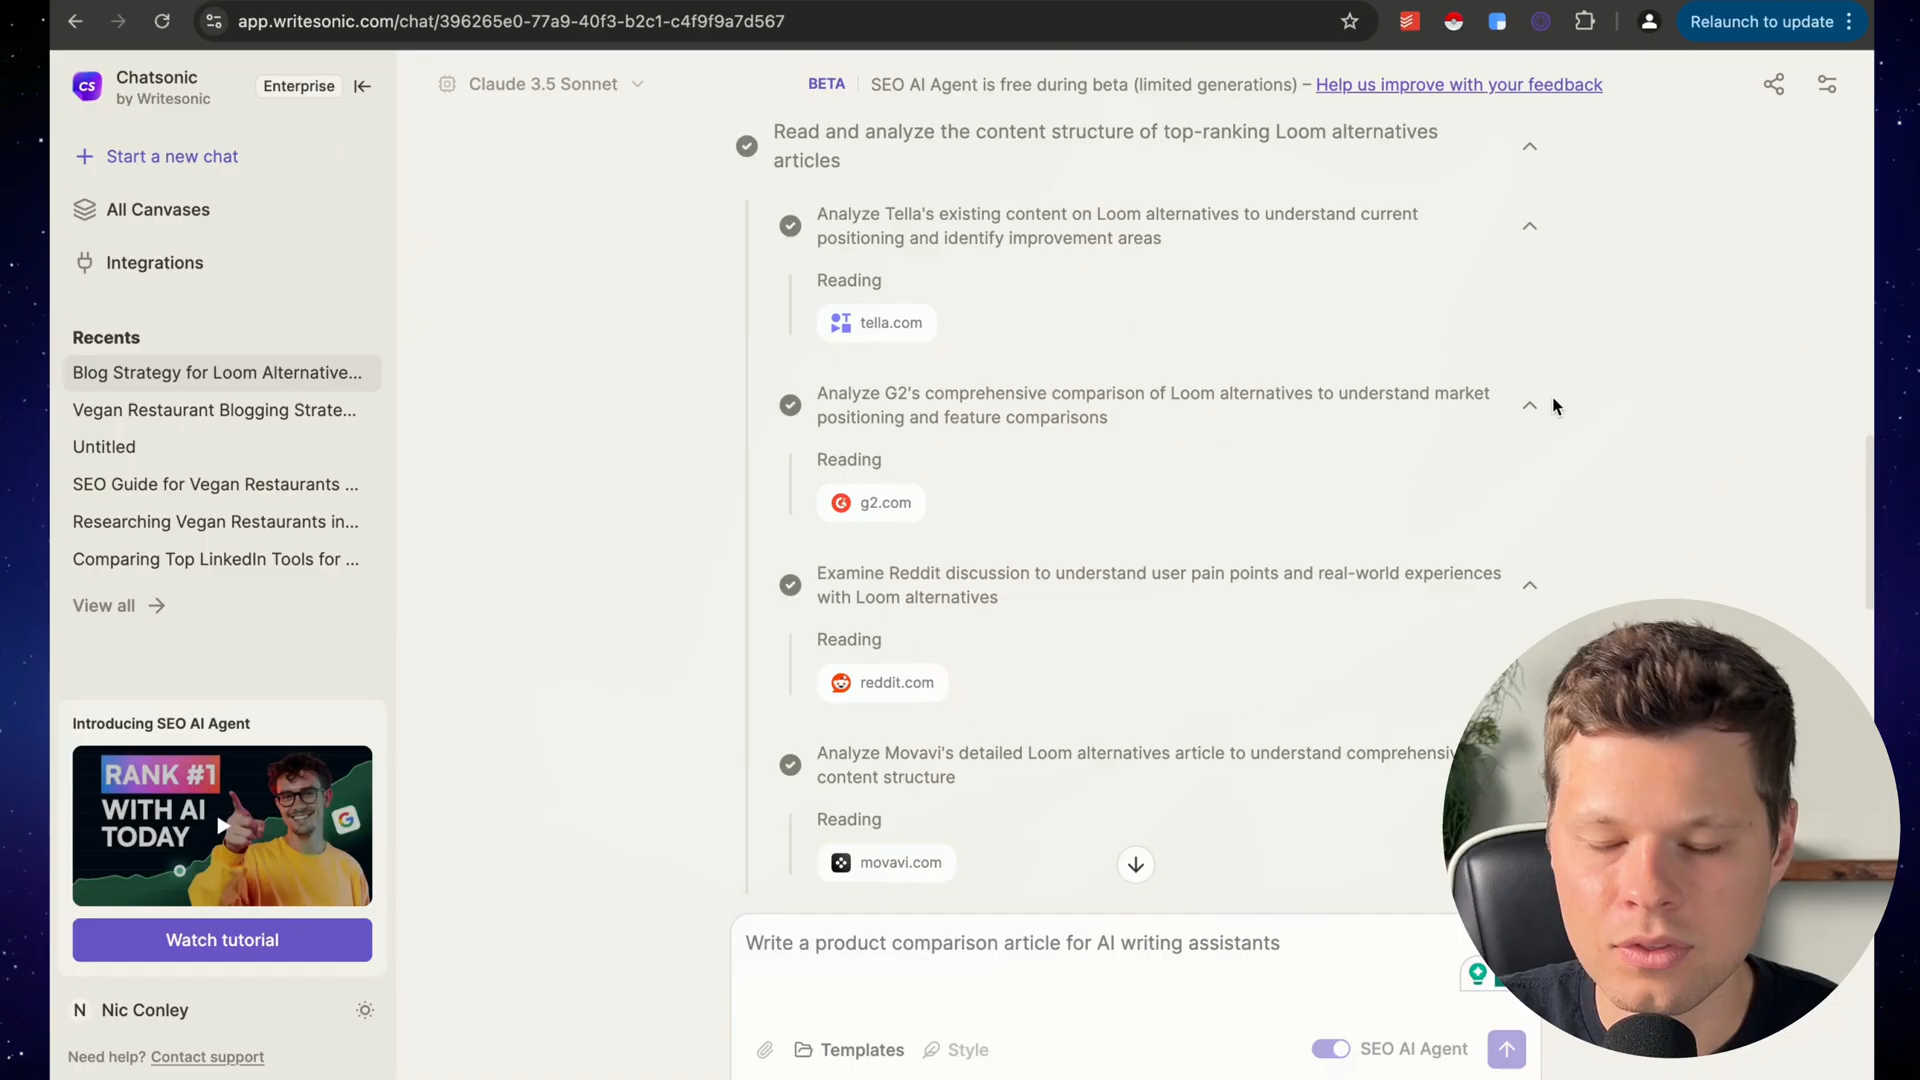 app.writesonic.com/chat/396265e0-77a9-40f3-b2c1-c4f9f9a7d567
Relaunch to update
CS
Chatsonic
by Writesonic
Enterprise
Start a new chat
All Canvases
Integrations
Recents
Blog Strategy for Loom Alternative...
Vegan Restaurant Blogging Strate...
Untitled
SEO Guide for Vegan Restaurants ...
Researching Vegan Restaurants in...
Comparing Top LinkedIn Tools for ...
View all
Introducing SEO AI Agent
RANK #1
WITH AI
TODAY
Watch tutorial
N Nic Conley
Need help? Contact support
Claude 3.5 Sonnet
BETA
SEO AI Agent is free during beta (limited generations) – Help us improve with your feedback
Read and analyze the content structure of top-ranking Loom alternatives
articles
Analyze Tella's existing content on Loom alternatives to understand current
positioning and identify improvement areas
Reading
tella.com
Analyze G2's comprehensive comparison of Loom alternatives to understand market
positioning and feature comparisons
Reading
g2.com
Examine Reddit discussion to understand user pain points and real-world experiences
with Loom alternatives
Reading
reddit.com
Analyze Movavi's detailed Loom alternatives article to understand comprehensiv
content structure
Reading
movavi.com
Write a product comparison article for AI writing assistants
Templates
Style
SEO AI Agent